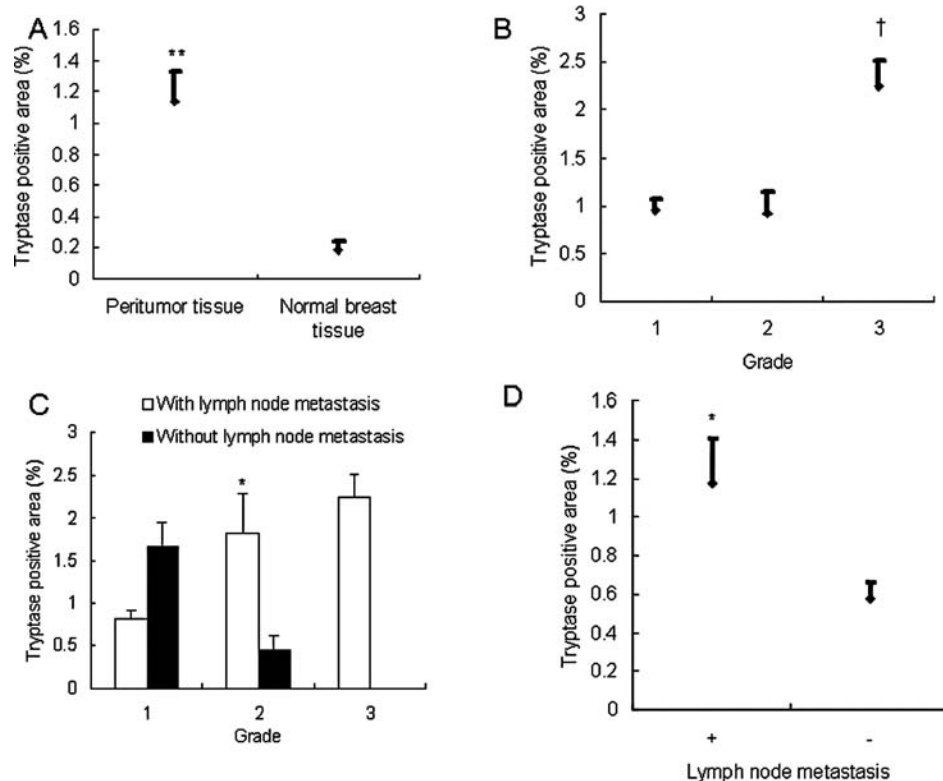 A
Tryptase positive area (%)
1.6
1.4
1.2
1
0.8
0.6
0.4
0.2
0
**
Peritumor tissue
Normal breast
tissue
B
Tryptase positive area (%)
3
2.5
2
1.5
1
0.5
0
†
1 2 3
Grade
C
With lymph node metastasis
Without lymph node metastasis
Tryptase positive area (%)
3
2.5
2
1.5
1
0.5
0
*
1 2 3
Grade
D
Tryptase positive area (%)
1.6
1.4
1.2
1
0.8
0.6
0.4
0.2
0
*
+ -
Lymph node metastasis